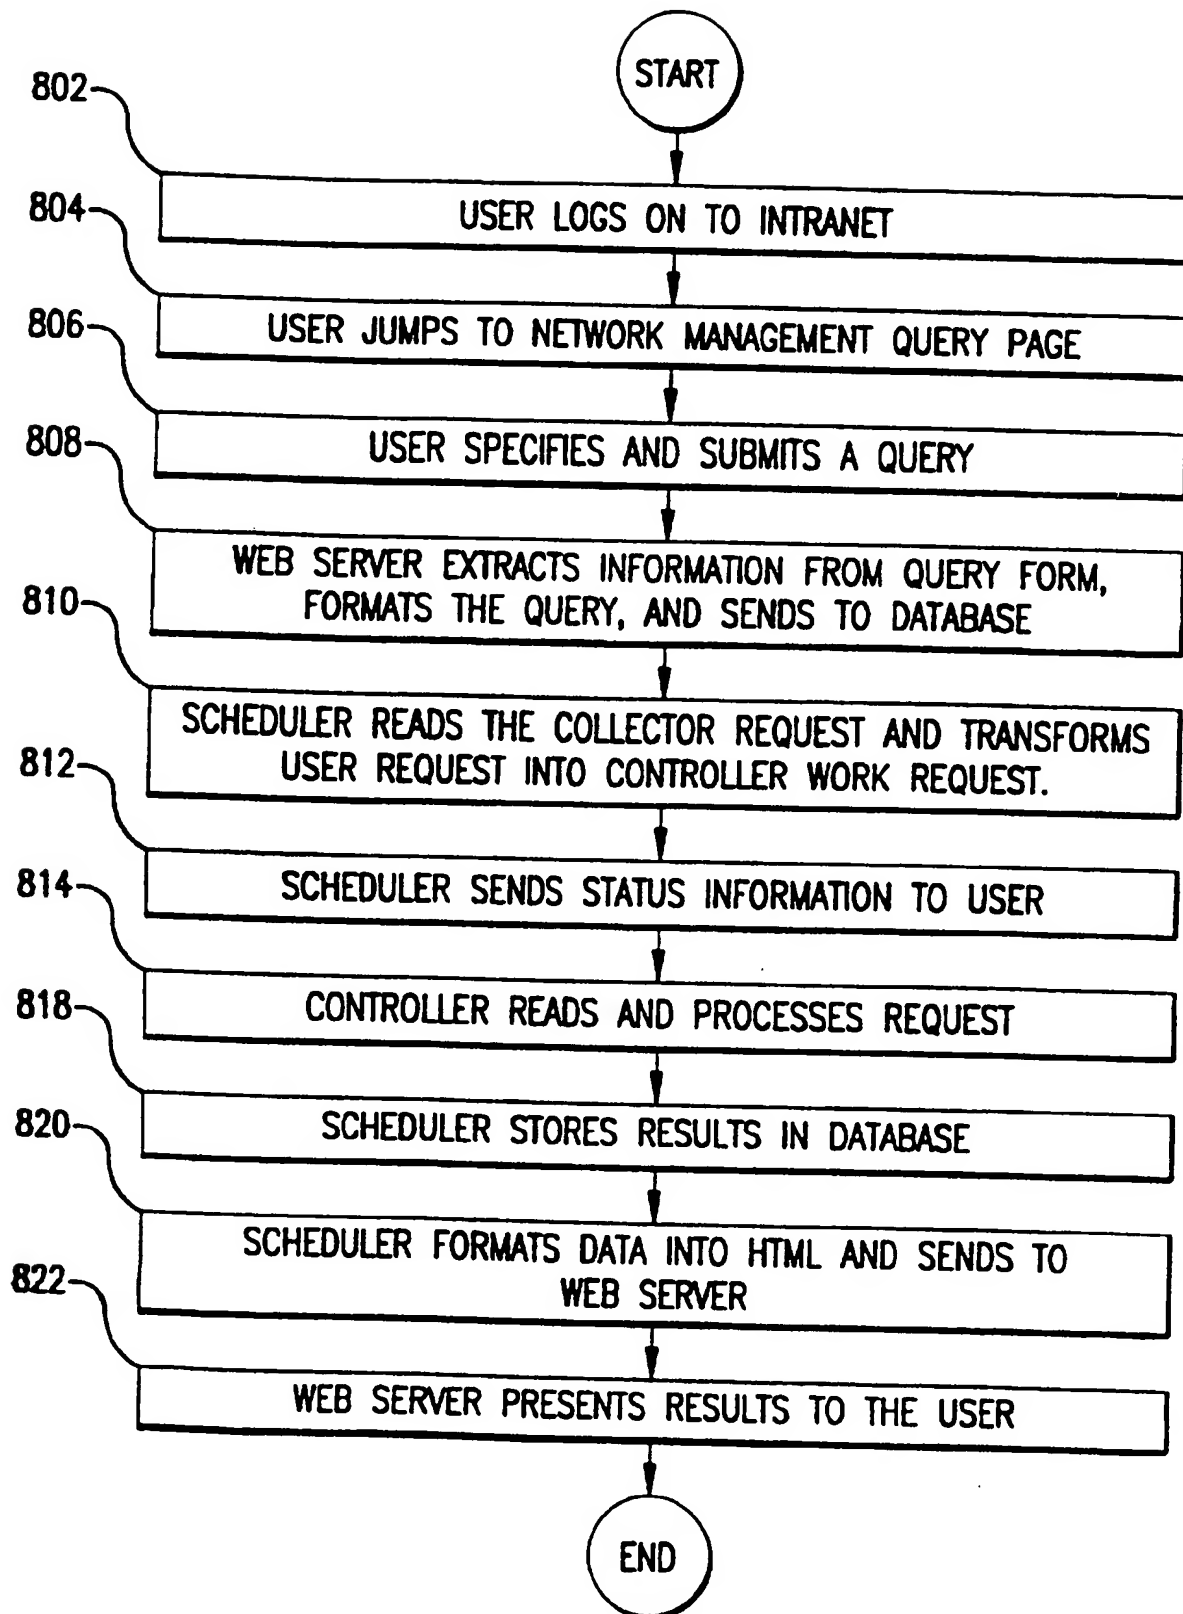 START
802
USER LOGS ON TO INTRANET
804
USER JUMPS TO NETWORK MANAGEMENT QUERY PAGE
806
USER SPECIFIES AND SUBMITS A QUERY
808
WEB SERVER EXTRACTS INFORMATION FROM QUERY FORM,
FORMATS THE QUERY, AND SENDS TO DATABASE
810
SCHEDULER READS THE COLLECTOR REQUEST AND TRANSFORMS
USER REQUEST INTO CONTROLLER WORK REQUEST.
812
SCHEDULER SENDS STATUS INFORMATION TO USER
814
CONTROLLER READS AND PROCESSES REQUEST
818
SCHEDULER STORES RESULTS IN DATABASE
820
SCHEDULER FORMATS DATA INTO HTML AND SENDS TO
WEB SERVER
822
WEB SERVER PRESENTS RESULTS TO THE USER
END